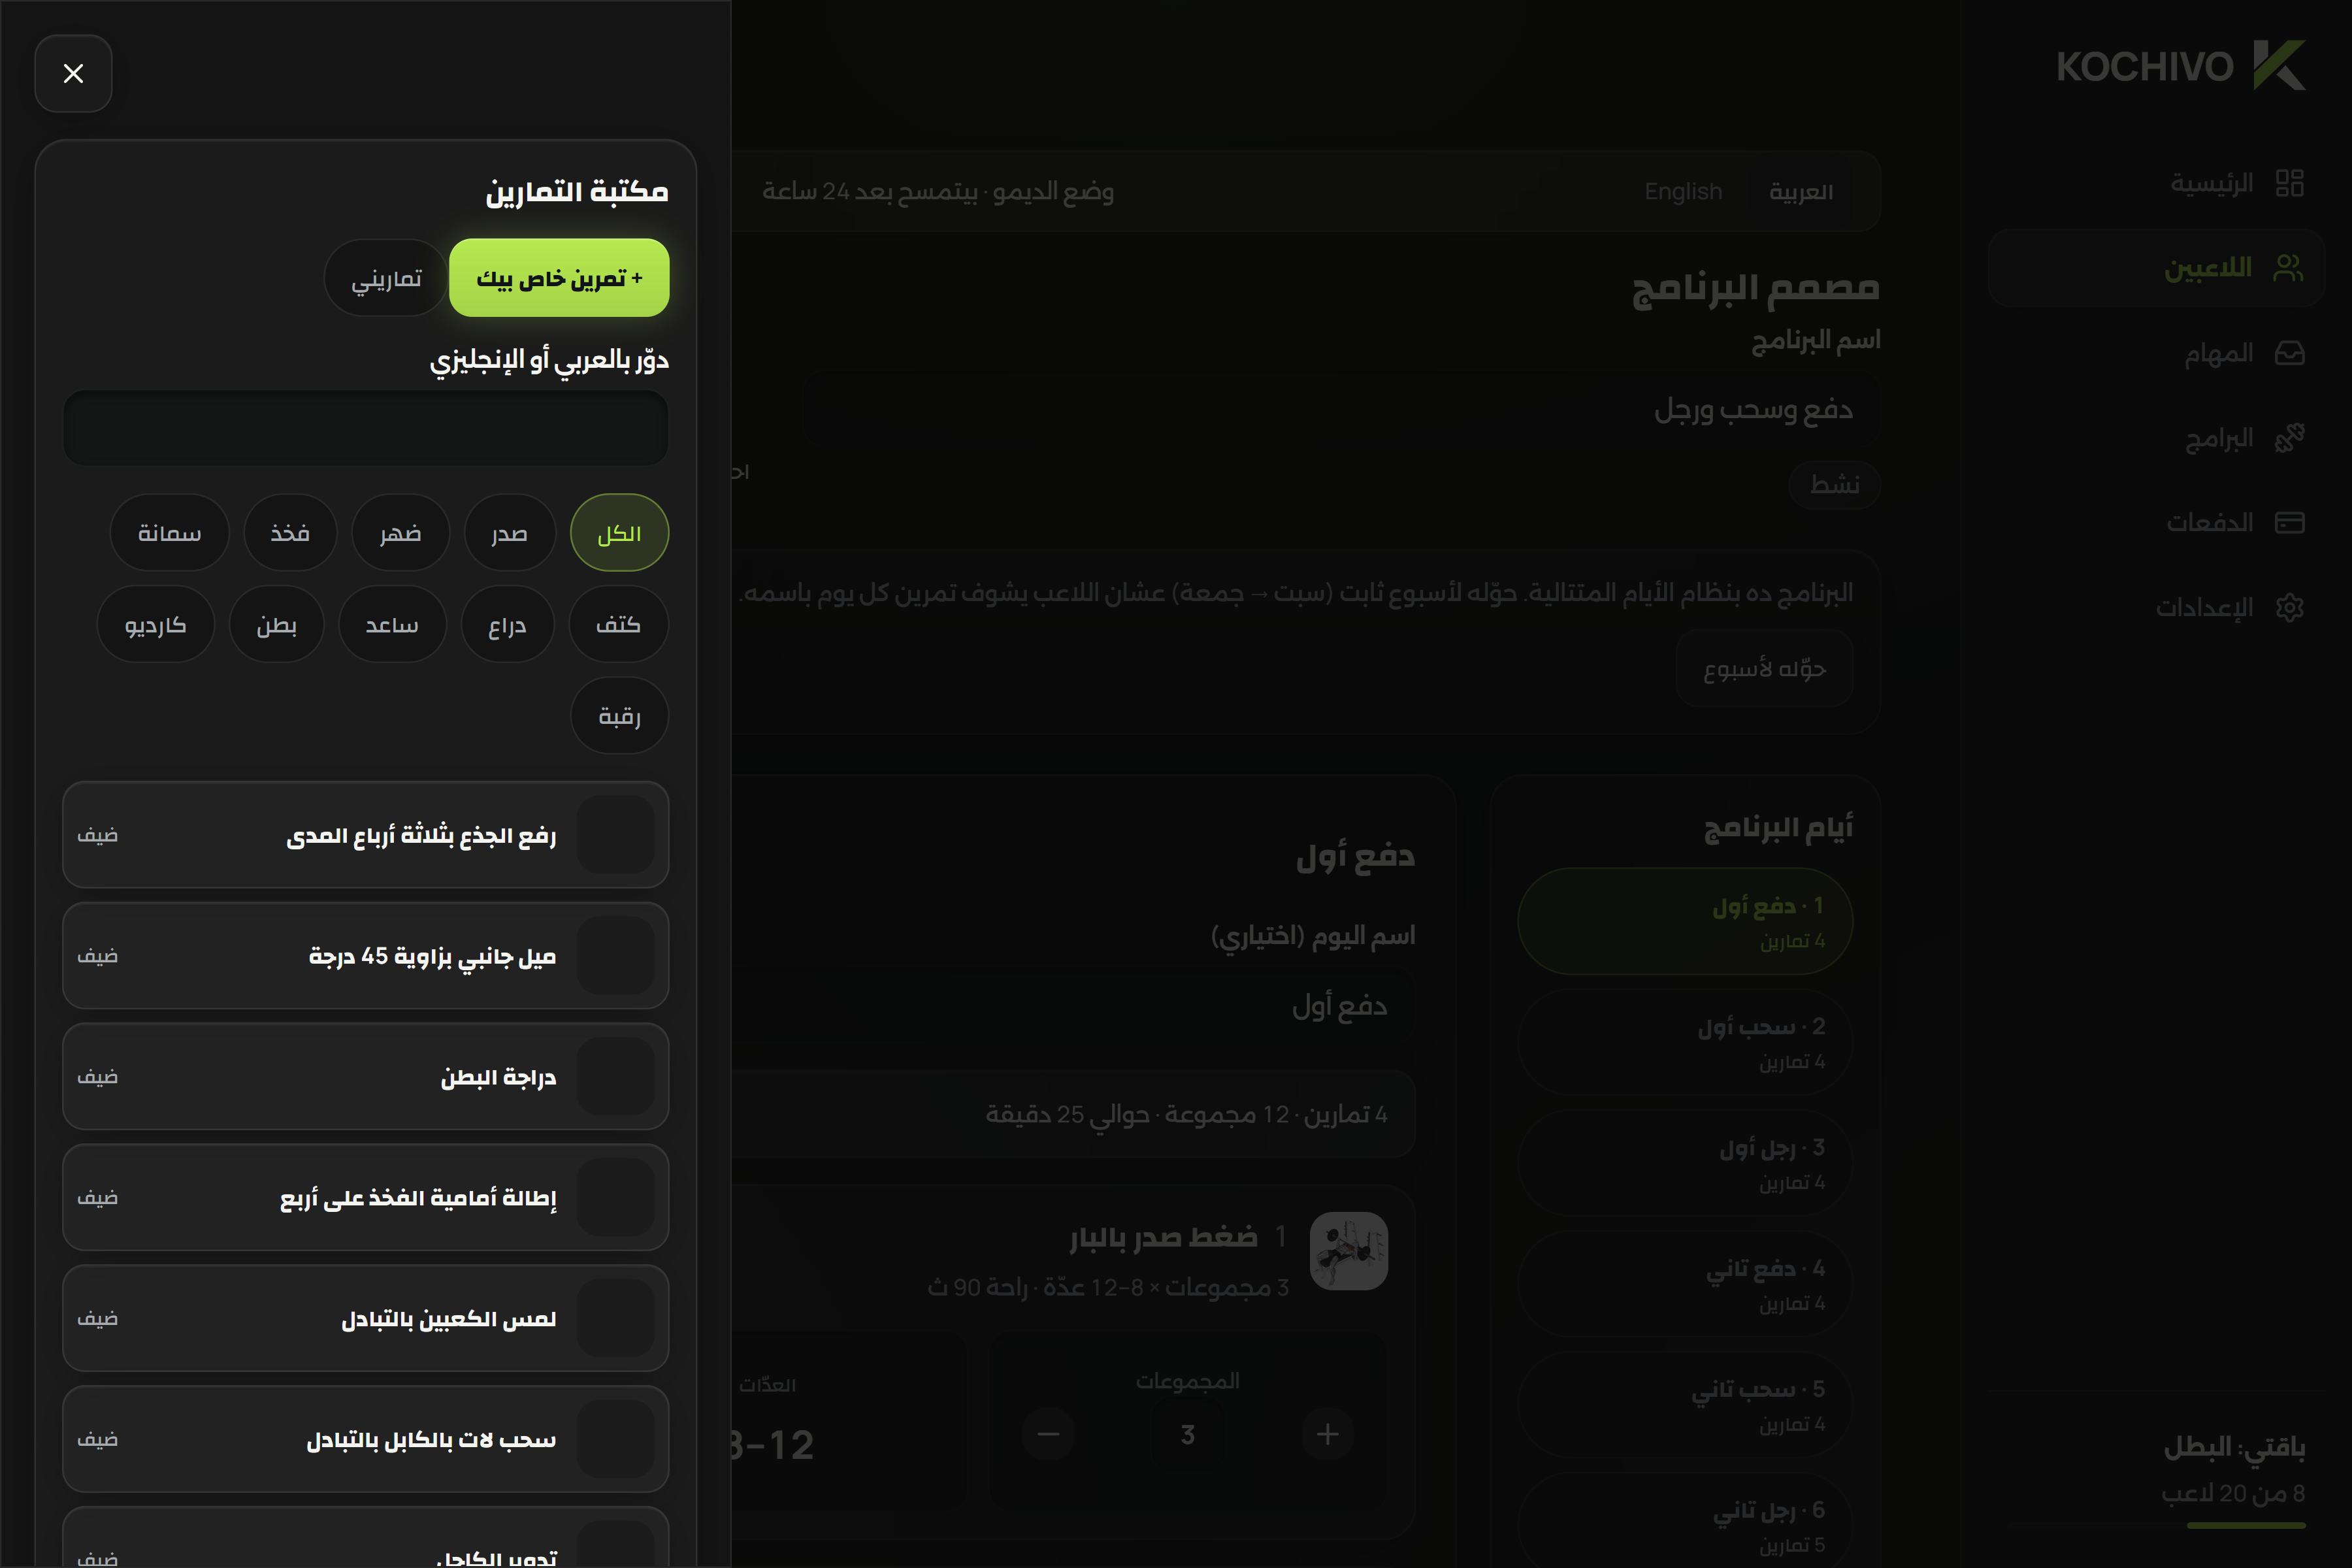 KOCHIVO
الرئيسية
اللاعبين
المهام
البرامج
الدفعات
الإعدادات
باقتي: البطل
8 من 20 لاعب
العربية
English
وضع الديمو · بيتمسح بعد 24 ساعة
مصمم البرنامج
اسم البرنامج
دفع وسحب ورجل
نشط
البرنامج ده بنظام الأيام المتتالية. حوّله لأسبوع ثابت (سبت → جمعة) عشان اللاعب يشوف تمرين كل يوم باسمه.
حوّله لأسبوع
أيام البرنامج
1 · دفع أول
4 تمارين
2 · سحب أول
4 تمارين
3 · رجل أول
4 تمارين
4 · دفع تاني
4 تمارين
5 · سحب تاني
4 تمارين
6 · رجل تاني
5 تمارين
دفع أول
اسم اليوم (اختياري)
دفع أول
4 تمارين · 12 مجموعة · حوالي 25 دقيقة
1 ضغط صدر بالبار
3 مجموعات × 8–12 عدّة · راحة 90 ث
المجموعات
3
العدّات
8–12
مكتبة التمارين
+ تمرين خاص بيك
تماريني
دوّر بالعربي أو الإنجليزي
الكل
صدر
ضهر
فخذ
سمانة
كتف
دراع
ساعد
بطن
كارديو
رقبة
رفع الجذع بثلاثة أرباع المدى
ضيف
ميل جانبي بزاوية 45 درجة
ضيف
دراجة البطن
ضيف
إطالة أمامية الفخذ على أربع
ضيف
لمس الكعبين بالتبادل
ضيف
سحب لات بالكابل بالتبادل
ضيف
تدوير الكاحل
ضيف